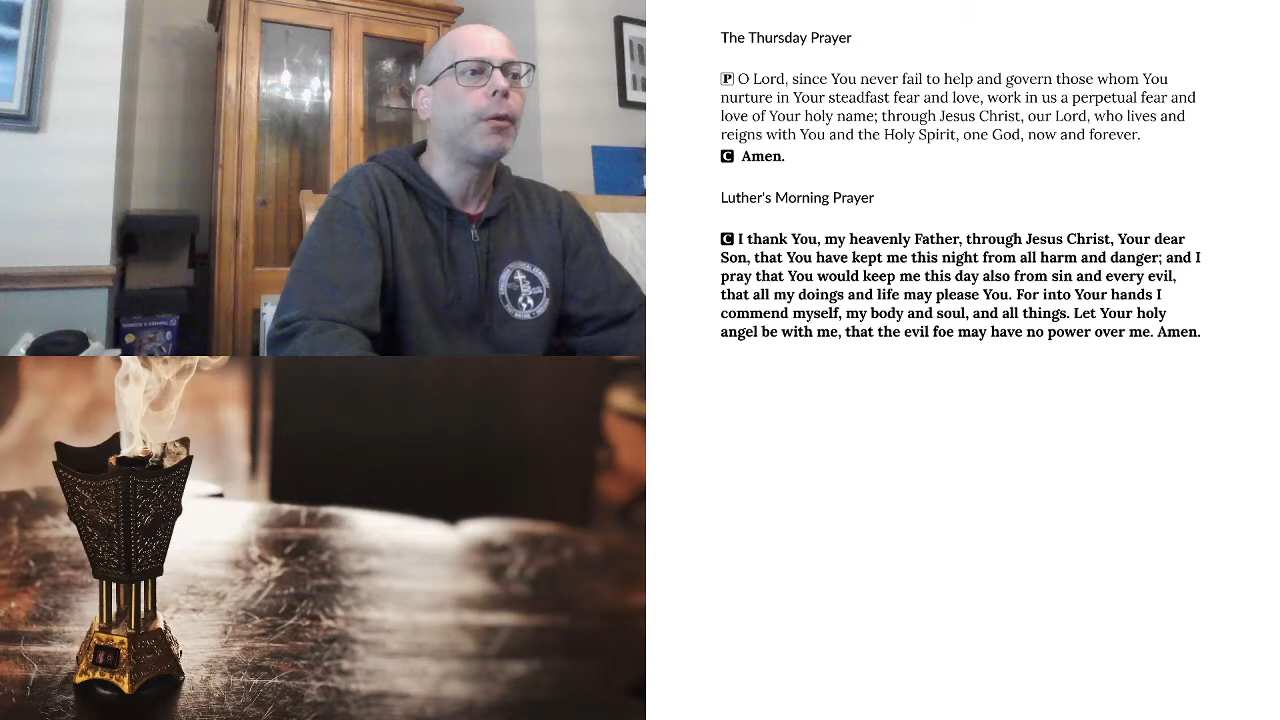 The Thursday Prayer
P O Lord, since You never fail to help and govern those whom You
nurture in Your steadfast fear and love, work in us a perpetual fear and
love of Your holy name; through Jesus Christ, our Lord, who lives and
reigns with You and the Holy Spirit, one God, now and forever.
C Amen.
Luther's Morning Prayer
C I thank You, my heavenly Father, through Jesus Christ, Your dear
Son, that You have kept me this night from all harm and danger; and I
pray that You would keep me this day also from sin and every evil,
that all my doings and life may please You. For into Your hands I
commend myself, my body and soul, and all things. Let Your holy
angel be with me, that the evil foe may have no power over me. Amen.